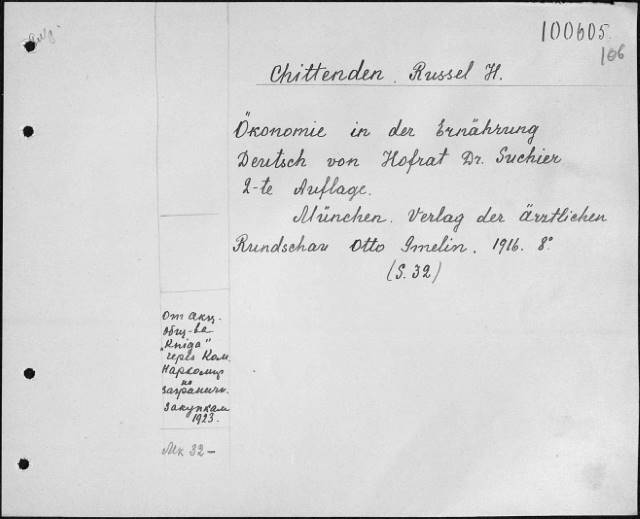 100605.
106
Chittenden. Russel H.
Ökonomie in der Ernährung
Deutsch von Hofrat Dr. Suchier
2-te Auflage.
München. Verlag der ärztlichen
Rundschau Otto Gmelin. 1916. 8°
(S. 32)
От акц.
общ-ва
"Kniga"
через Ком.
Наркомпр
по
заграничн.
закупкам
1923.
Мк 32-